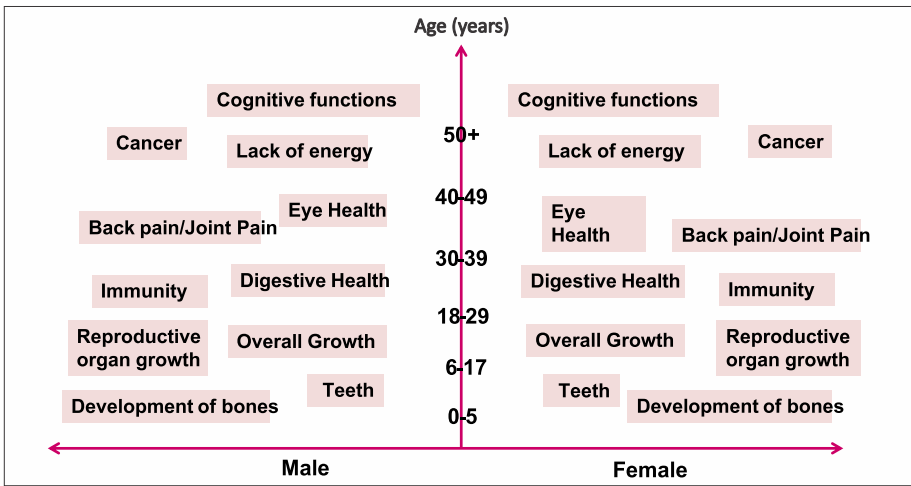 Age (years)
Cognitive functions
Cognitive functions
50+
Cancer
Lack of energy
Lack of energy
Cancer
40-49
Eye Health
Eye
Health
Back pain/Joint Pain
Back pain/Joint Pain
30-39
Digestive Health
Digestive Health
Immunity
Immunity
18-29
Reproductive
organ growth
Overall Growth
Overall Growth
Reproductive
organ growth
6-17
Teeth
Teeth
Development of bones
Development of bones
0-5
Male
Female